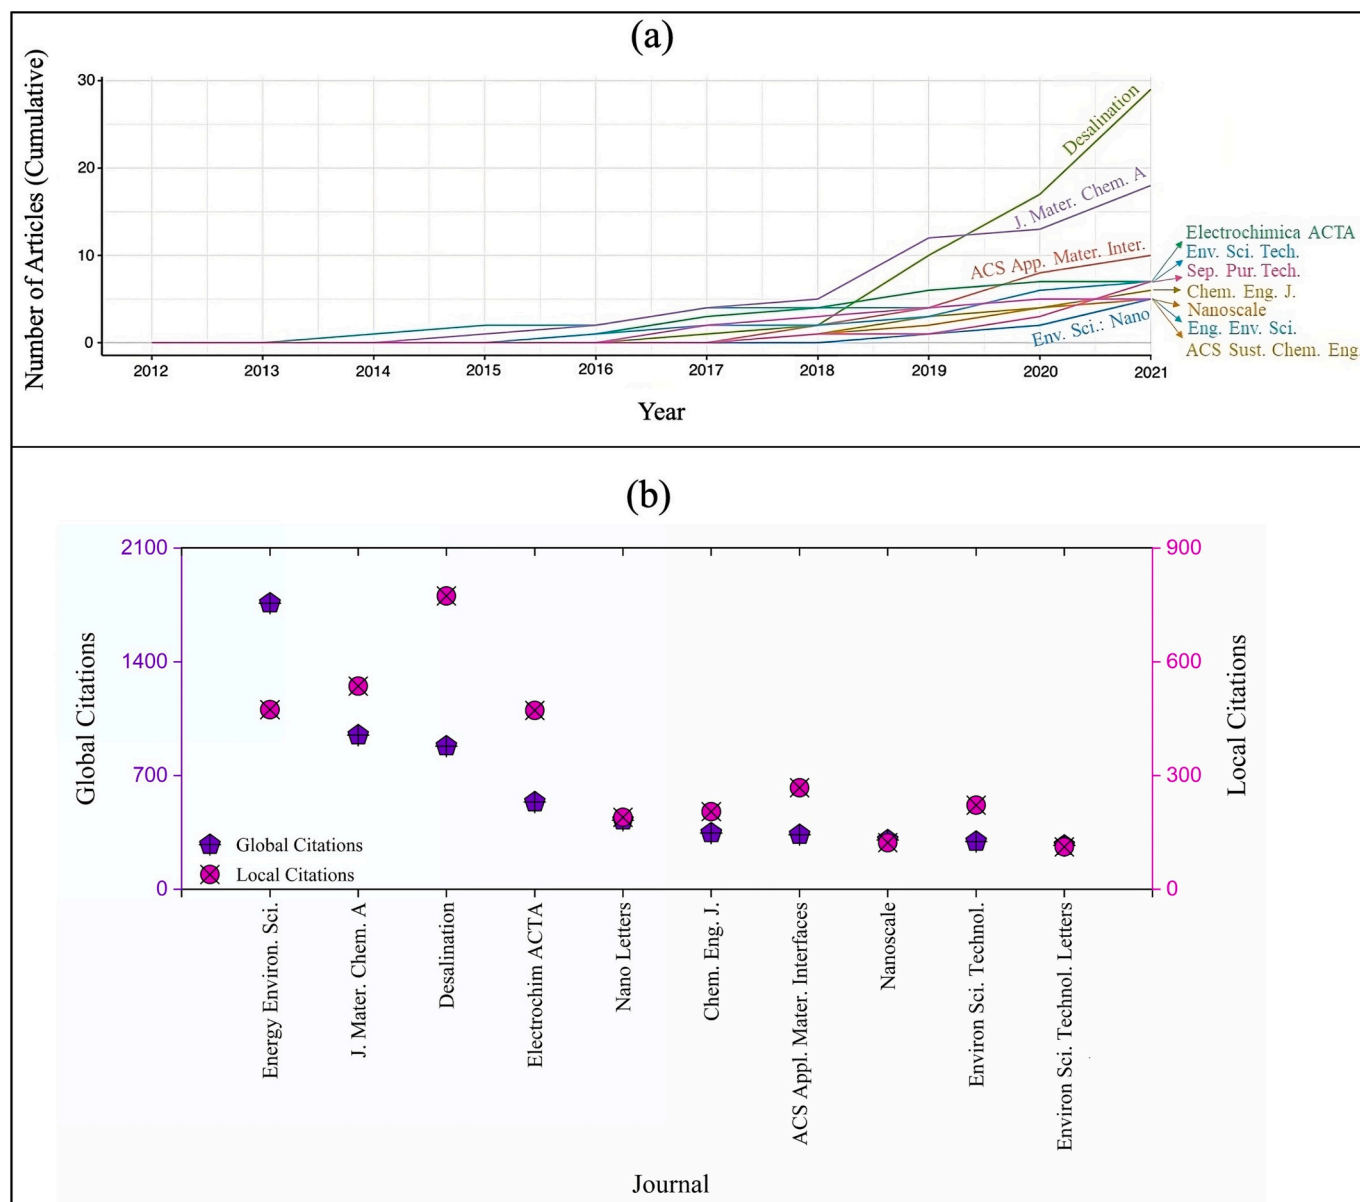 (a)
Number of Articles (Cumulative)
30
20
10
0
Desalination
J. Mater. Chem. A
ACS App. Mater. Inter.
Env. Sci.: Nano
Electrochimica ACTA
Env. Sci. Tech.
Sep. Pur. Tech.
Chem. Eng. J.
Nanoscale
Eng. Env. Sci.
ACS Sust. Chem. Eng.
2012 2013 2014 2015 2016 2017 2018 2019 2020 2021
Year
(b)
Global Citations
2100
1400
700
0
Global Citations
Local Citations
900
600
300
0
Local Citations
Energy Environ. Sci.
J. Mater. Chem. A
Desalination
Electrochim ACTA
Nano Letters
Chem. Eng. J.
ACS Appl. Mater. Interfaces
Nanoscale
Environ Sci. Technol.
Environ Sci. Technol. Letters
Journal